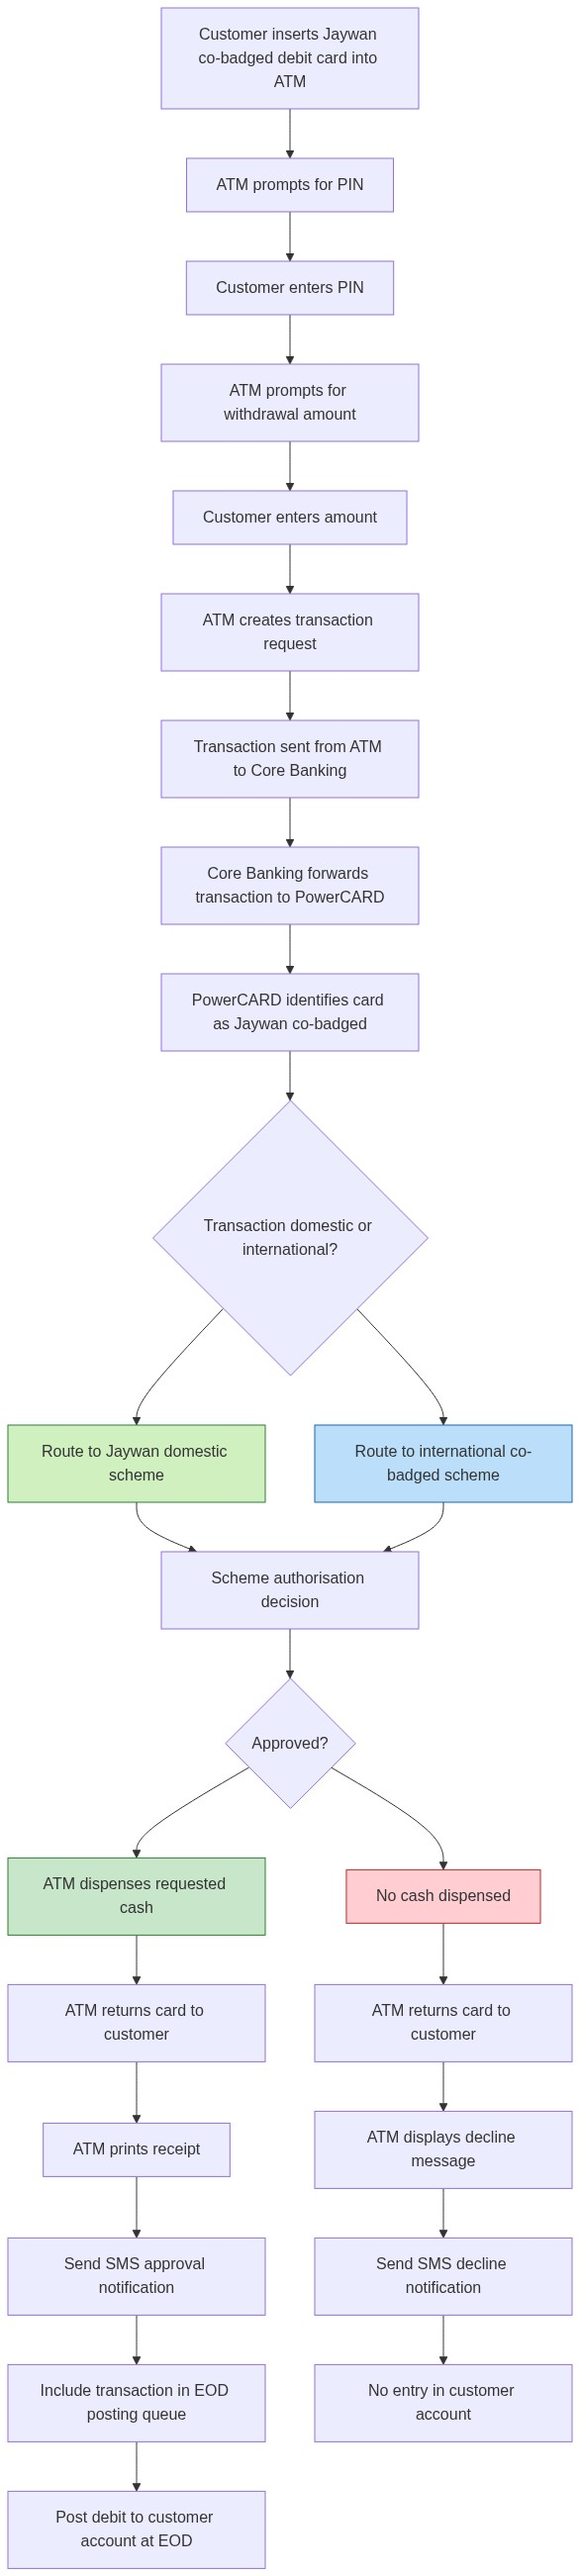 Customer inserts Jaywan
co-badged debit card into
ATM
ATM prompts for PIN
Customer enters PIN
ATM prompts for
withdrawal amount
Customer enters amount
ATM creates transaction
request
Transaction sent from ATM
to Core Banking
Core Banking forwards
transaction to PowerCARD
PowerCARD identifies card
as Jaywan co-badged
Transaction domestic or
international?
Route to Jaywan domestic
scheme
Route to international co-
badged scheme
Scheme authorisation
decision
Approved?
ATM dispenses requested
cash
No cash dispensed
ATM returns card to
customer
ATM returns card to
customer
ATM prints receipt
ATM displays decline
message
Send SMS approval
notification
Send SMS decline
notification
Include transaction in EOD
posting queue
No entry in customer
account
Post debit to customer
account at EOD